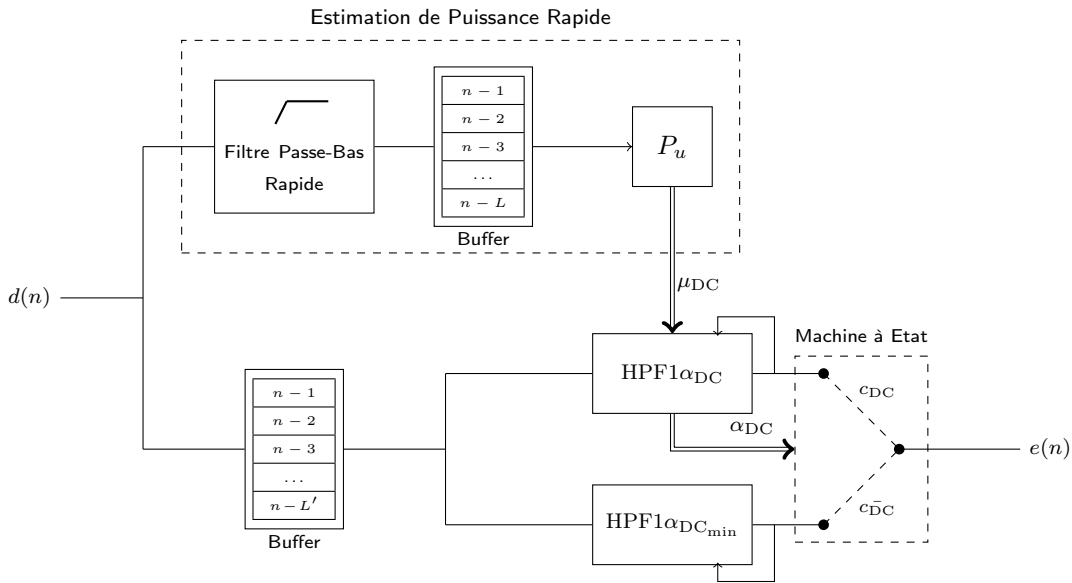 Estimation de Puissance Rapide
Filtre Passe-Bas
Rapide
n − 1
n − 2
n − 3
...
n − L
Buffer
P_u
d(n)
μ_DC
n − 1
n − 2
n − 3
...
n − L′
Buffer
HPF1α_DC
α_DC
HPF1α_DC_min
Machine à Etat
c_DC
c_D̄C
e(n)